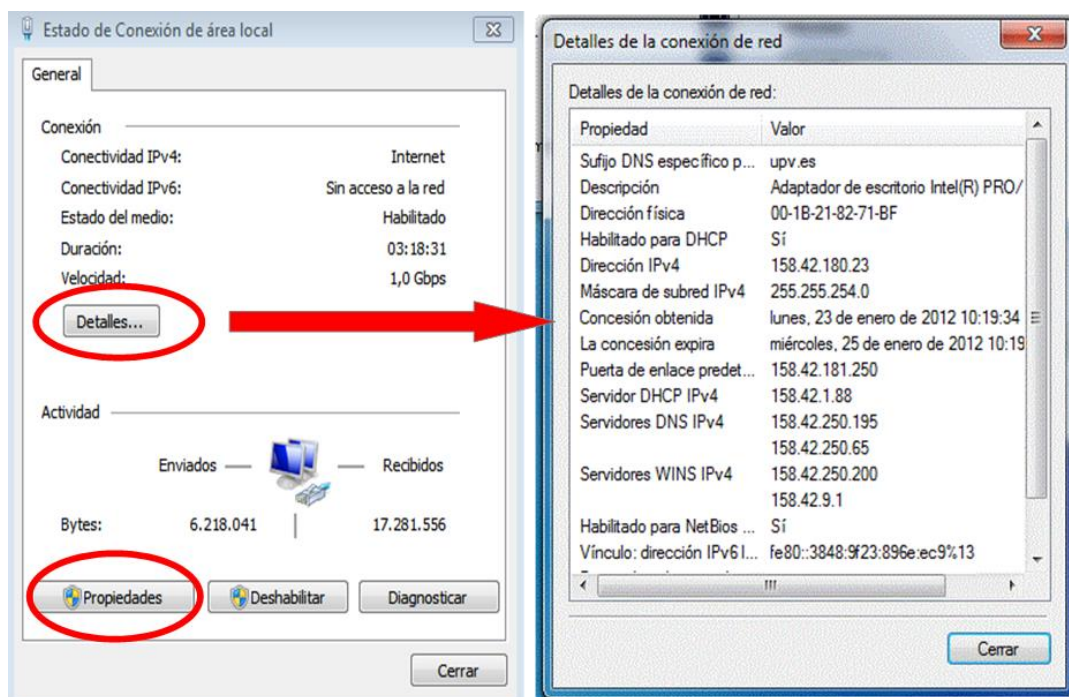 Estado de Conexión de área local
General
Conexión
Conectividad IPv4: Internet
Conectividad IPv6: Sin acceso a la red
Estado del medio: Habilitado
Duración: 03:18:31
Velocidad: 1,0 Gbps
Detalles...
Actividad
Enviados Recibidos
Bytes: 6.218.041 17.281.556
Propiedades Deshabilitar Diagnosticar
Cerrar
Detalles de la conexión de red
Detalles de la conexión de red:
Propiedad Valor
Sufijo DNS específico p... upv.es
Descripción Adaptador de escritorio Intel(R) PRO/
Dirección física 00-1B-21-82-71-BF
Habilitado para DHCP Sí
Dirección IPv4 158.42.180.23
Máscara de subred IPv4 255.255.254.0
Concesión obtenida lunes, 23 de enero de 2012 10:19:34
La concesión expira miércoles, 25 de enero de 2012 10:19
Puerta de enlace predet... 158.42.181.250
Servidor DHCP IPv4 158.42.1.88
Servidores DNS IPv4 158.42.250.195
158.42.250.65
Servidores WINS IPv4 158.42.250.200
158.42.9.1
Habilitado para NetBios ... Sí
Vínculo: dirección IPv6 l... fe80::3848:9f23:896e:ec9%13
Cerrar